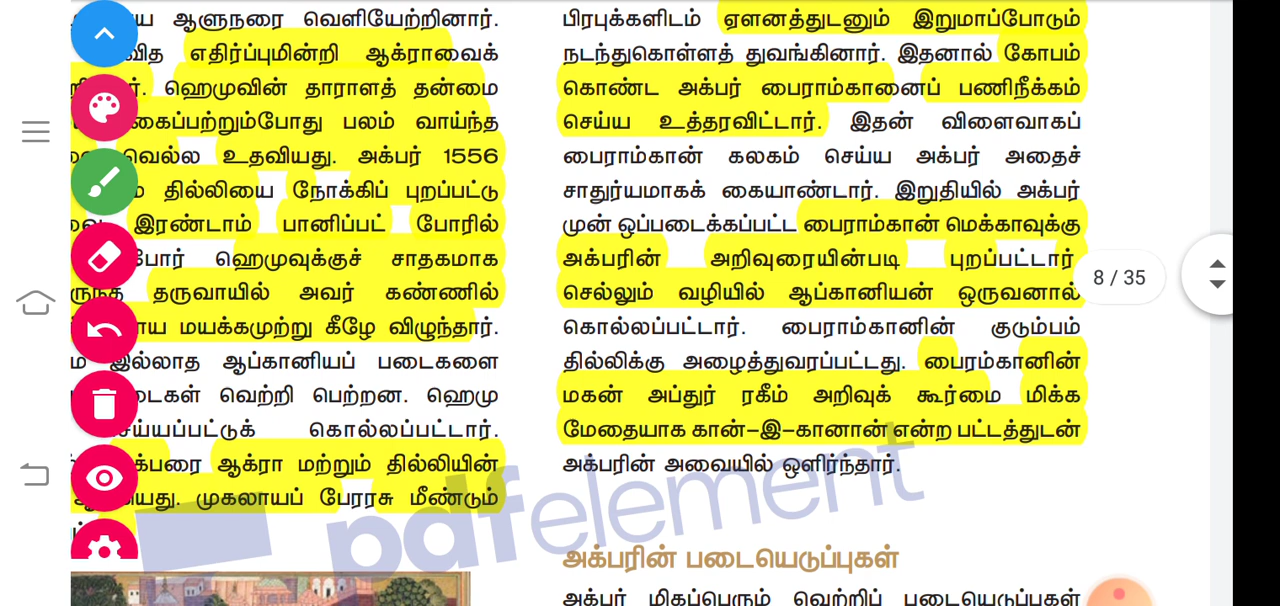 ஆளுநரை வெளியேற்றினார்.
எதிர்ப்புமின்றி ஆக்ராவைக்
ஹெமுவின் தாராளத் தன்மை
கைப்பற்றும்போது பலம் வாய்ந்த
வெல்ல உதவியது. அக்பர் 1556
தில்லியை நோக்கிப் புறப்பட்டு
இரண்டாம் பானிப்பட் போரில்
போர் ஹெமுவுக்குச் சாதகமாக
தருவாயில் அவர் கண்ணில்
மயக்கமுற்று கீழே விழுந்தார்.
இல்லாத ஆப்கானியப் படைகளை
வெற்றி பெற்றன. ஹெமு
கொல்லப்பட்டார்.
ஆக்ரா மற்றும் தில்லியின்
முகலாயப் பேரரசு மீண்டும்
பிரபுக்களிடம் ஏளனத்துடனும் இறுமாப்போடும்
நடந்துகொள்ளத் துவங்கினார். இதனால் கோபம்
கொண்ட அக்பர் பைராம்கானைப் பணிநீக்கம்
செய்ய உத்தரவிட்டார். இதன் விளைவாகப்
பைராம்கான் கலகம் செய்ய அக்பர் அதைச்
சாதுர்யமாகக் கையாண்டார். இறுதியில் அக்பர்
முன் ஒப்படைக்கப்பட்ட பைராம்கான் மெக்காவுக்கு
அக்பரின் அறிவுரையின்படி புறப்பட்டார்
செல்லும் வழியில் ஆப்கானியன் ஒருவனால்
கொல்லப்பட்டார். பைராம்கானின் குடும்பம்
தில்லிக்கு அழைத்துவரப்பட்டது. பைரம்கானின்
மகன் அப்துர் ரகீம் அறிவுக் கூர்மை மிக்க
மேதையாக கான்–இ–கானான் என்ற பட்டத்துடன்
அக்பரின் அவையில் ஒளிர்ந்தார்.
அக்பரின் படையெடுப்புகள்
அக்பர் மிகப்பெரும் வெற்றிப் படையெடுப்புகள்
8 / 35
pdfelement